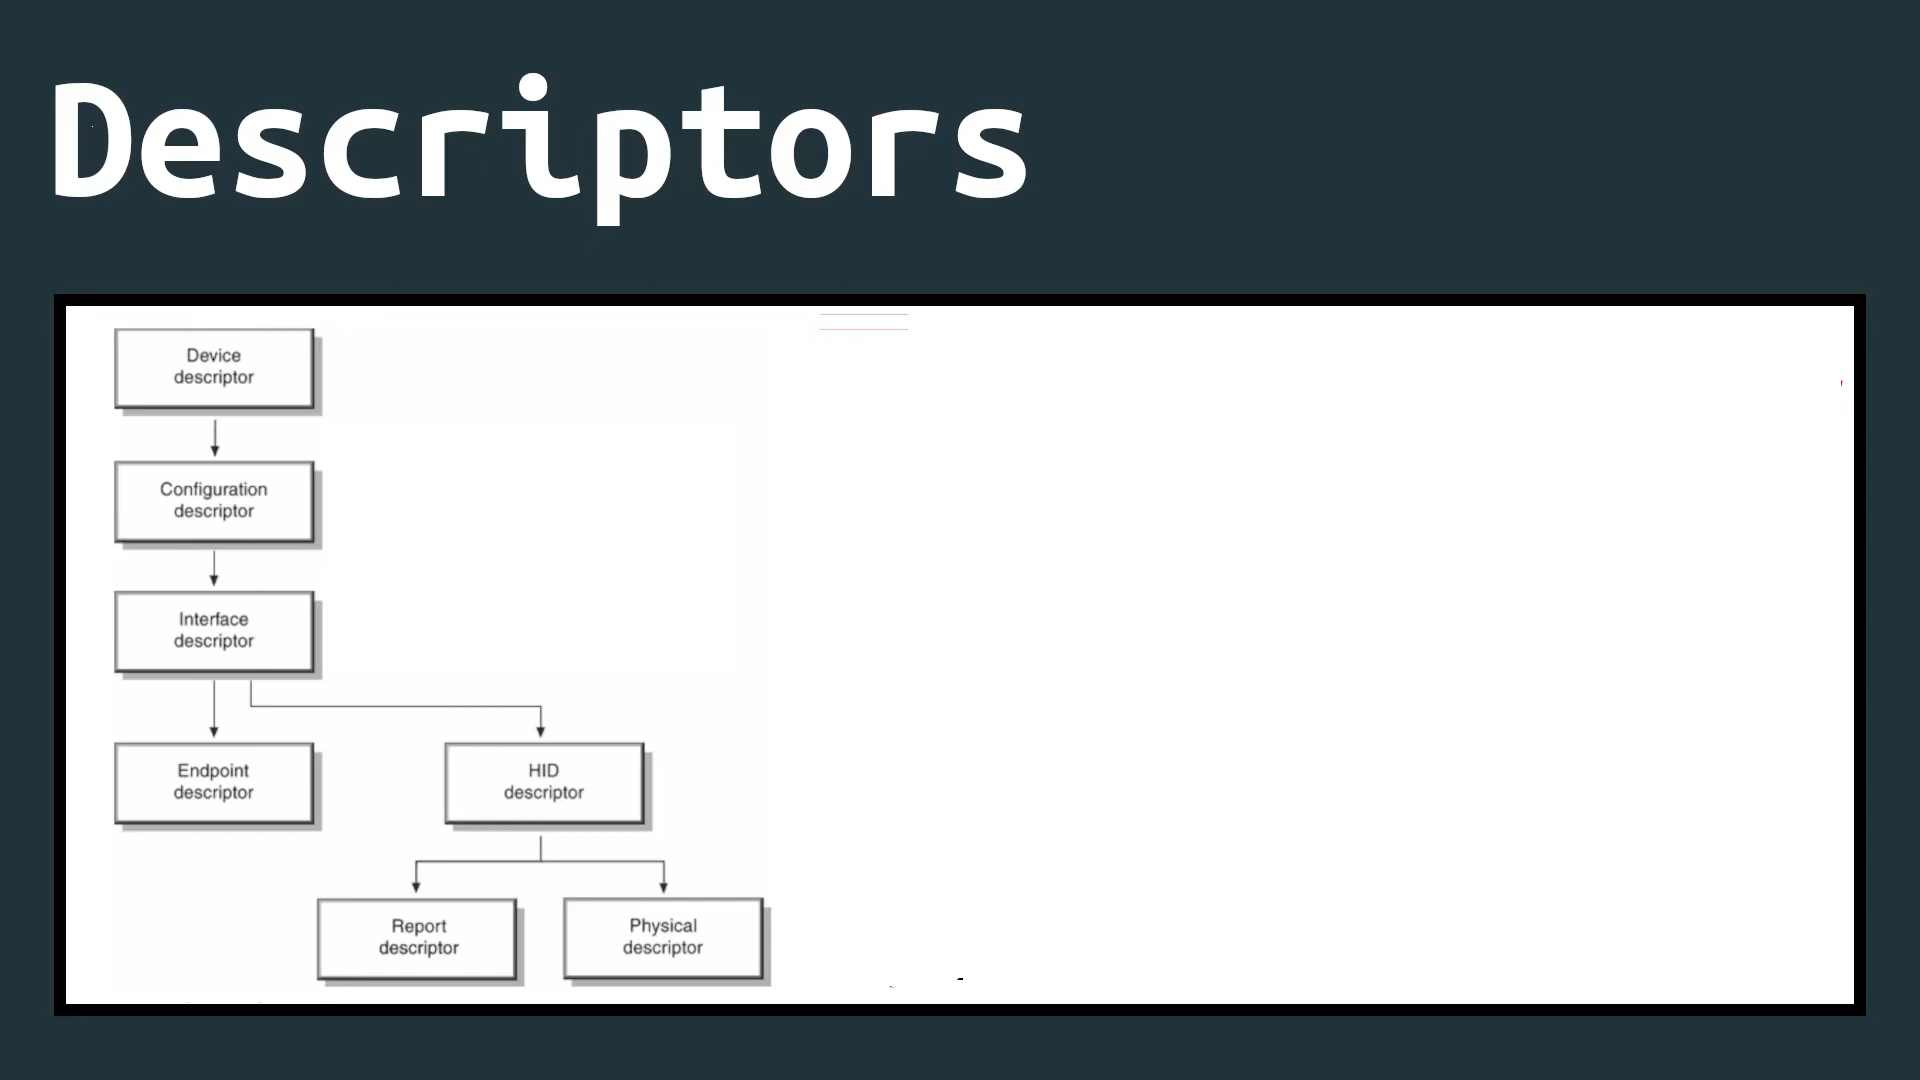 Descriptors
Device
descriptor
Configuration
descriptor
Interface
descriptor
Endpoint
descriptor
HID
descriptor
Report
descriptor
Physical
descriptor